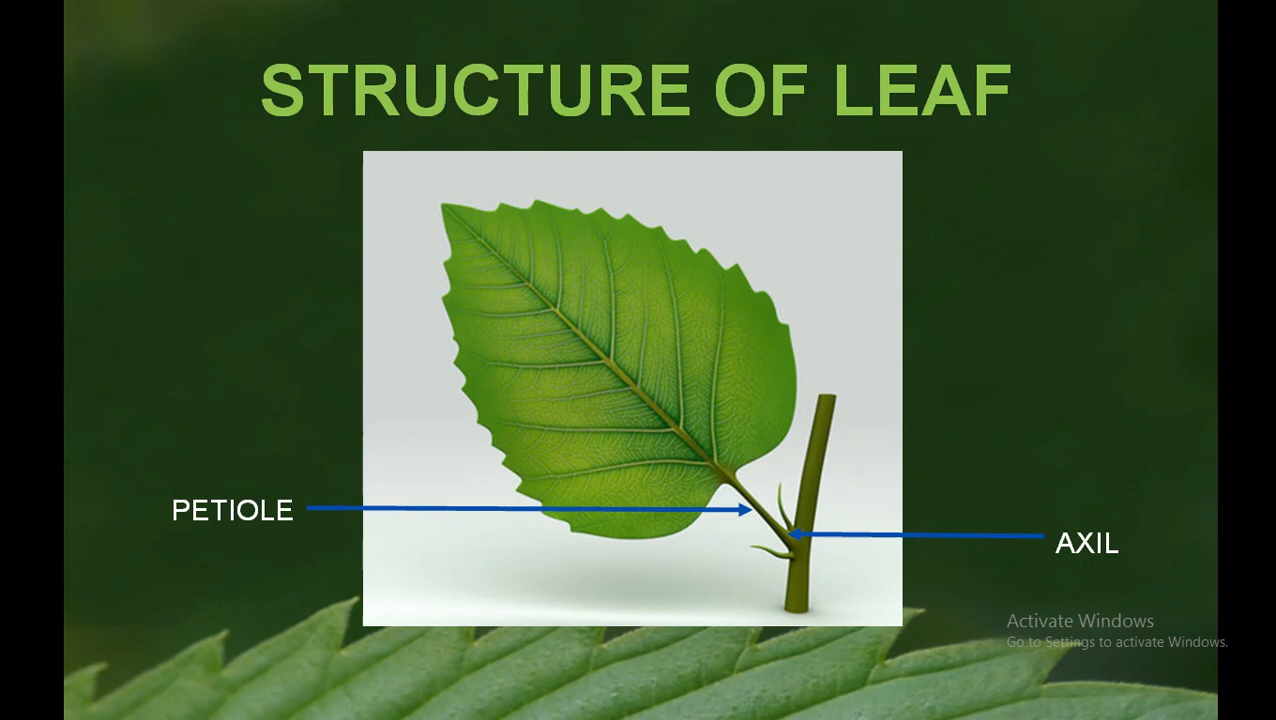 STRUCTURE OF LEAF
PETIOLE
AXIL
Activate Windows
Go to Settings to activate Windows.